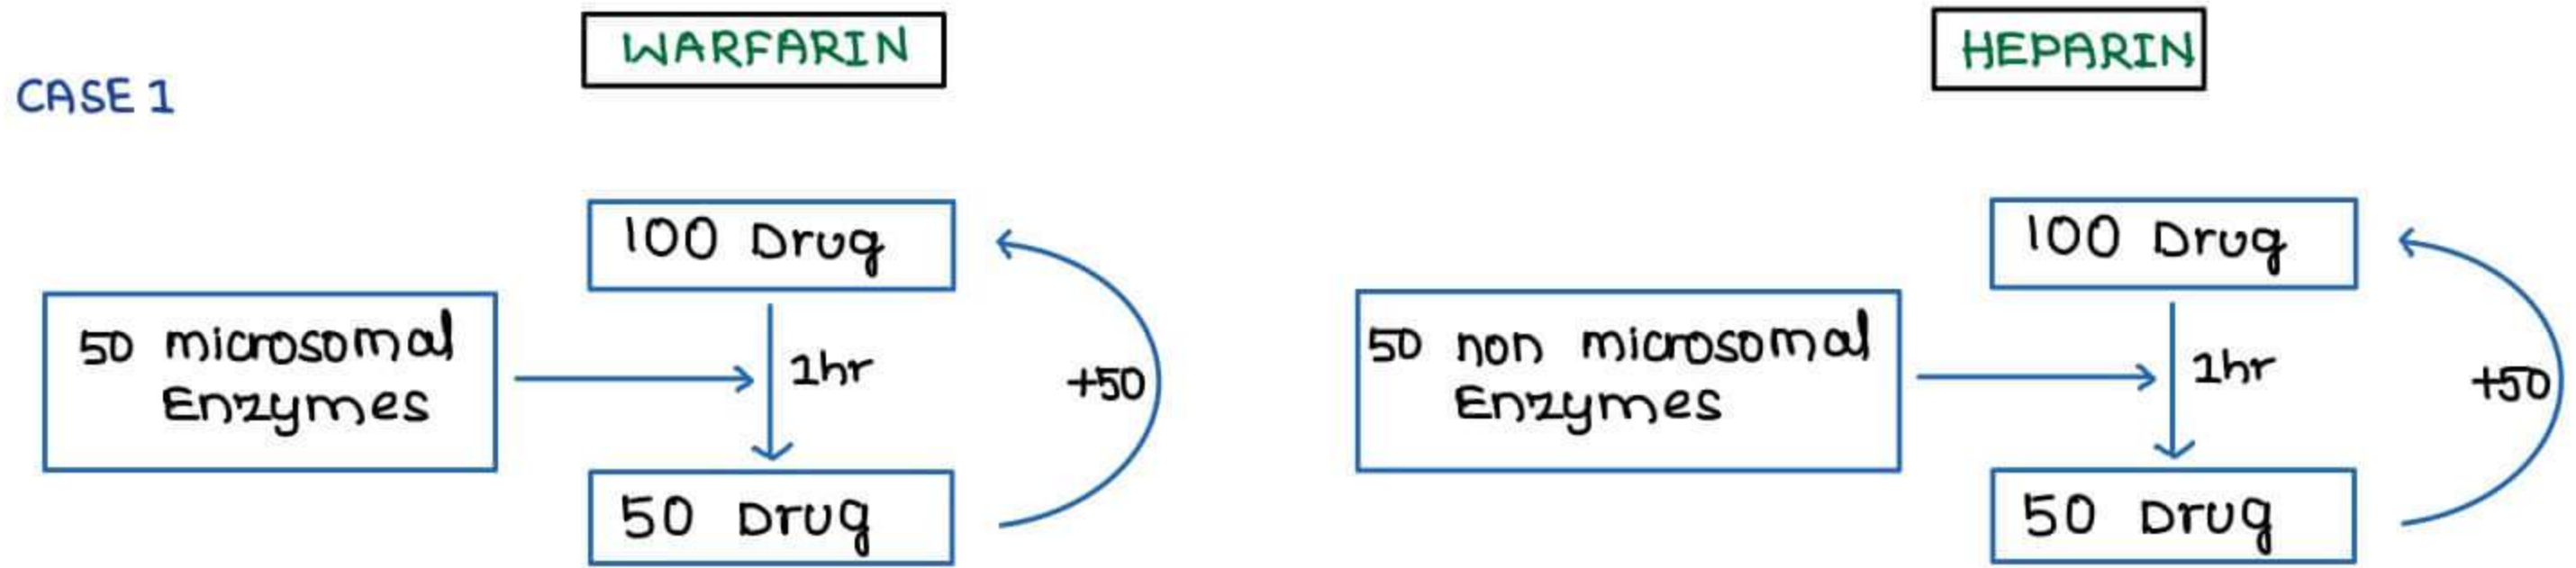 WARFARIN
HEPARIN
CASE 1
100 Drug
50 microsomal
Enzymes
1hr
+50
50 Drug
100 Drug
50 non microsomal
Enzymes
1hr
+50
50 Drug